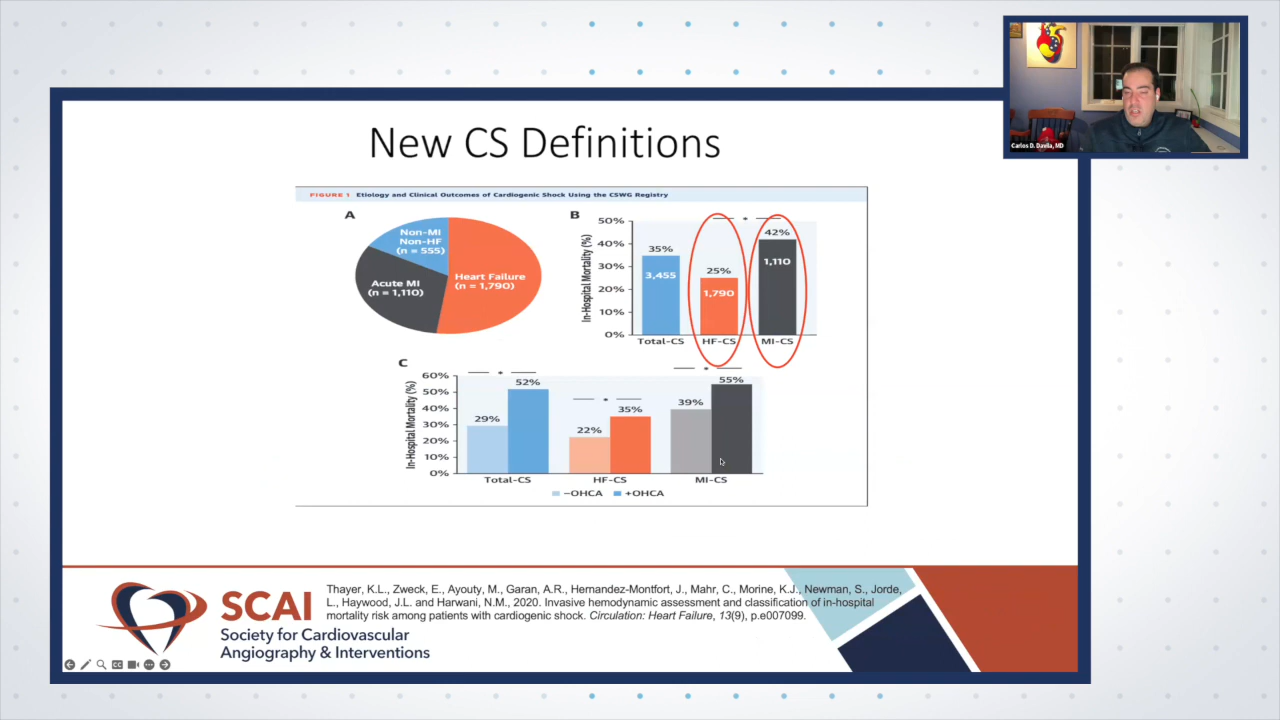 New CS Definitions
FIGURE 1 Etiology and Clinical Outcomes of Cardiogenic Shock Using the CSWG Registry
A
Non-MI
Non-HF
(n = 555)
Acute MI
(n = 1,110)
Heart Failure
(n = 1,790)
B
In-Hospital Mortality (%)
50%
40%
30%
20%
10%
0%
35%
3,455
25%
1,790
*
42%
1,110
Total-CS
HF-CS
MI-CS
C
In-Hospital Mortality (%)
60%
50%
40%
30%
20%
10%
0%
*
29%
52%
*
22%
35%
*
39%
55%
Total-CS
HF-CS
MI-CS
−OHCA
+OHCA
SCAI
Society for Cardiovascular
Angiography & Interventions
Thayer, K.L., Zweck, E., Ayouty, M., Garan, A.R., Hernandez-Montfort, J., Mahr, C., Morine, K.J., Newman, S., Jorde,
L., Haywood, J.L. and Harwani, N.M., 2020. Invasive hemodynamic assessment and classification of in-hospital
mortality risk among patients with cardiogenic shock. Circulation: Heart Failure, 13(9), p.e007099.
Carlos D. Davila, MD
CC